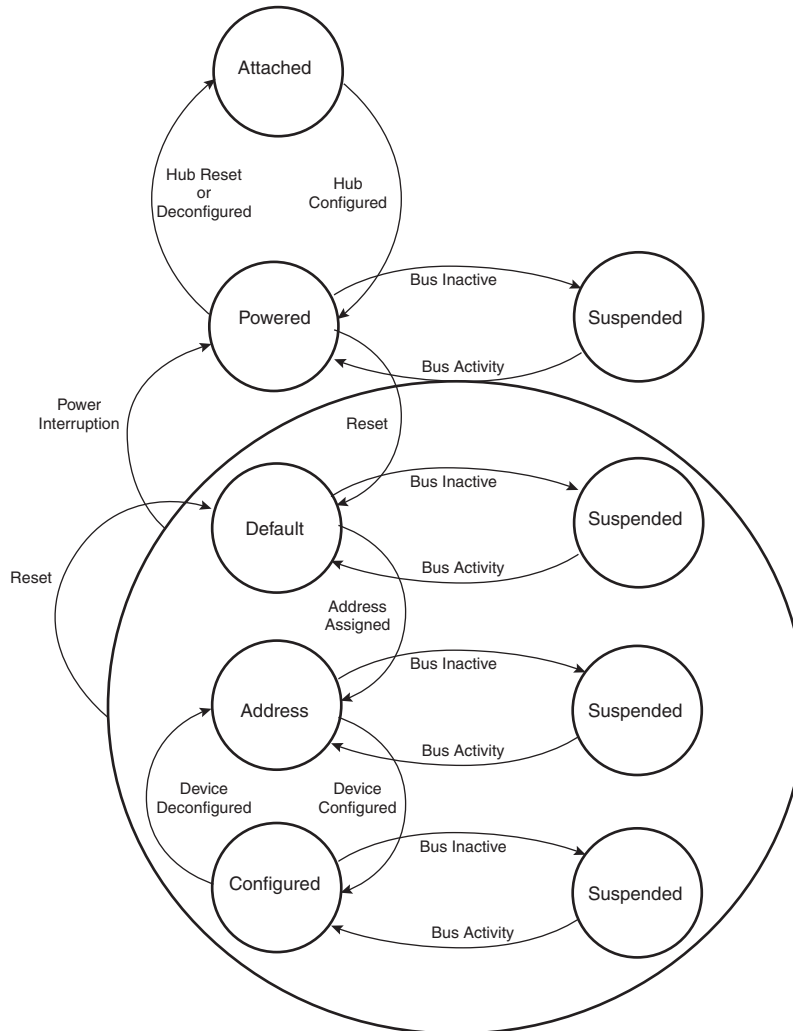 Attached
Hub Reset
or
Deconfigured
Hub
Configured
Bus Inactive
Powered
Suspended
Bus Activity
Power
Interruption
Reset
Bus Inactive
Default
Suspended
Bus Activity
Reset
Address
Assigned
Bus Inactive
Address
Suspended
Bus Activity
Device
Deconfigured
Device
Configured
Bus Inactive
Configured
Suspended
Bus Activity